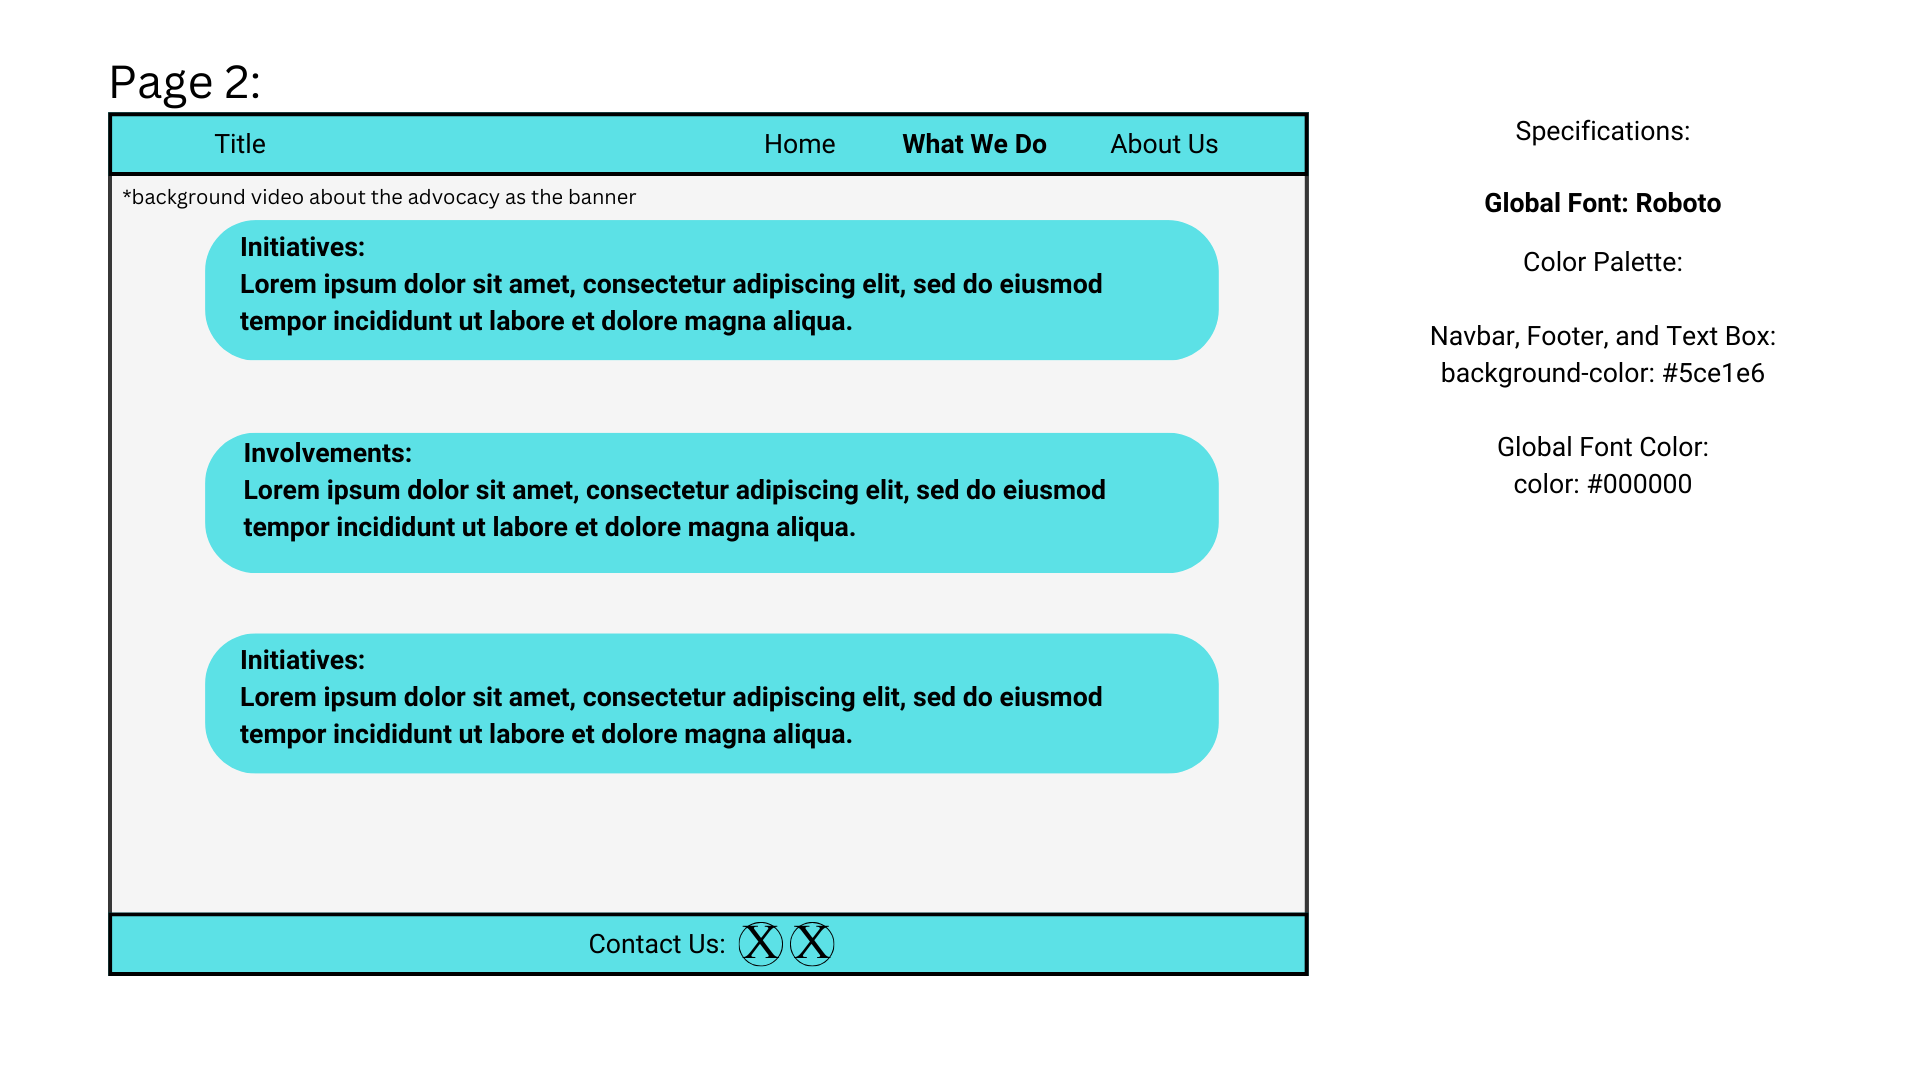 Page 2:
Title Home What We Do About Us
*background video about the advocacy as the banner
Initiatives:
Lorem ipsum dolor sit amet, consectetur adipiscing elit, sed do eiusmod
tempor incididunt ut labore et dolore magna aliqua.
Involvements:
Lorem ipsum dolor sit amet, consectetur adipiscing elit, sed do eiusmod
tempor incididunt ut labore et dolore magna aliqua.
Initiatives:
Lorem ipsum dolor sit amet, consectetur adipiscing elit, sed do eiusmod
tempor incididunt ut labore et dolore magna aliqua.
Contact Us: X X
Specifications:
Global Font: Roboto
Color Palette:
Navbar, Footer, and Text Box:
background-color: #5ce1e6
Global Font Color:
color: #000000